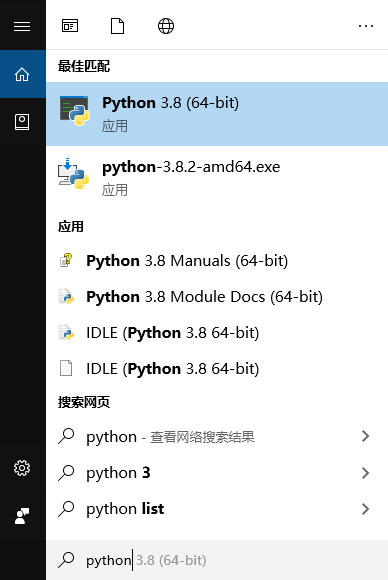 最佳匹配
Python 3.8 (64-bit)
应用
python-3.8.2-amd64.exe
应用
应用
Python 3.8 Manuals (64-bit)
Python 3.8 Module Docs (64-bit)
IDLE (Python 3.8 64-bit)
IDLE (Python 3.8 64-bit)
搜索网页
python - 查看网络搜索结果
python 3
python list
python 3.8 (64-bit)